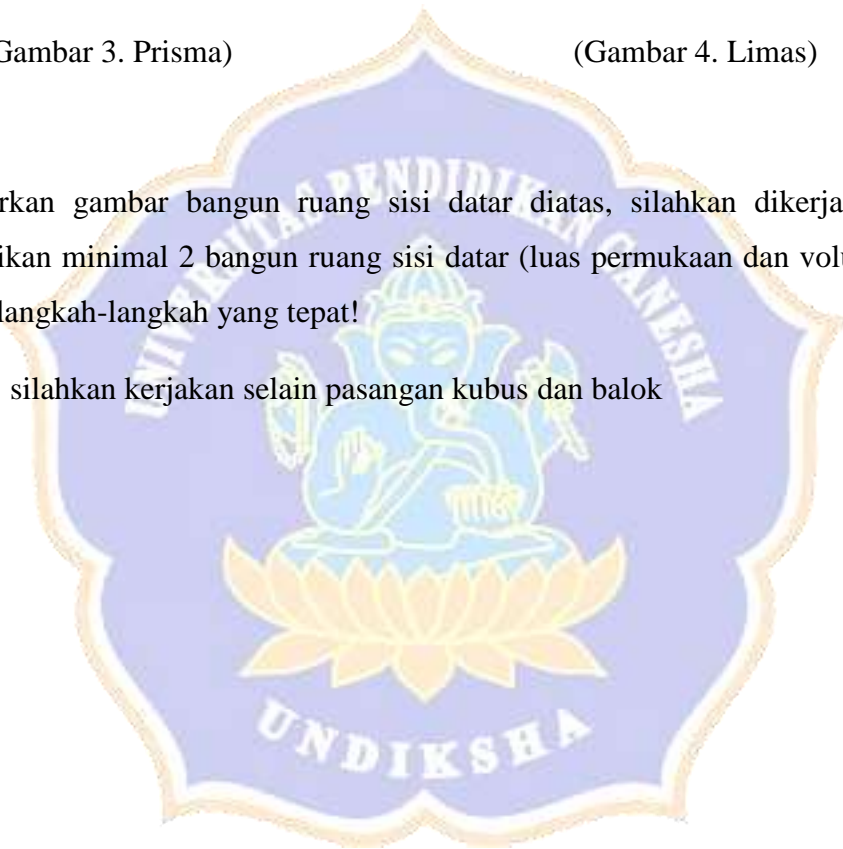 Gambar 3. Prisma) (Gambar 4. Limas)
rkan gambar bangun ruang sisi datar diatas, silahkan dikerja
ikan minimal 2 bangun ruang sisi datar (luas permukaan dan volu
langkah-langkah yang tepat!
silahkan kerjakan selain pasangan kubus dan balok
UNIVERSITAS PENDIDIKAN GANESHA
UNDIKSHA